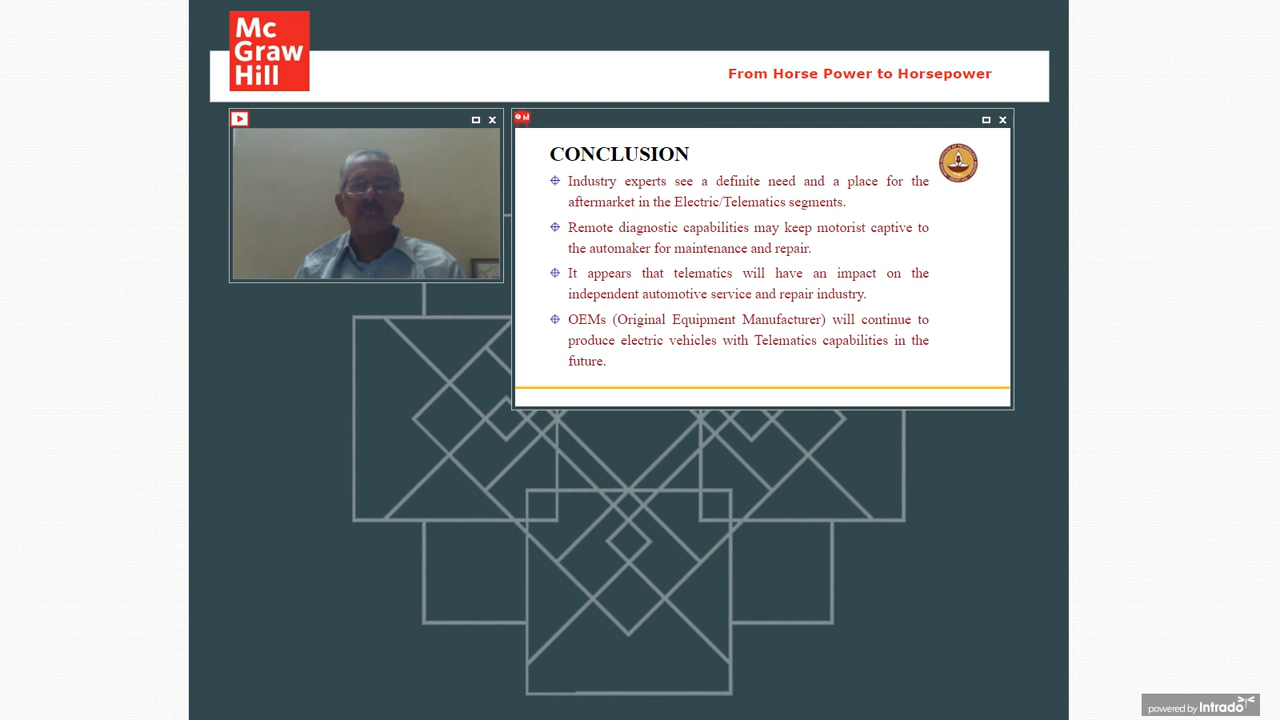 Mc
Graw
Hill
From Horse Power to Horsepower
CONCLUSION
Industry experts see a definite need and a place for the
aftermarket in the Electric/Telematics segments.
Remote diagnostic capabilities may keep motorist captive to
the automaker for maintenance and repair.
It appears that telematics will have an impact on the
independent automotive service and repair industry.
OEMs (Original Equipment Manufacturer) will continue to
produce electric vehicles with Telematics capabilities in the
future.
powered by Intrado